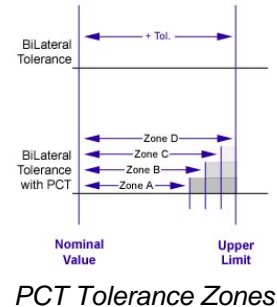 + Tol.
BiLateral
Tolerance
Zone D
Zone C
Zone B
Zone A
BiLateral
Tolerance
with PCT
Nominal
Value
Upper
Limit
PCT Tolerance Zones